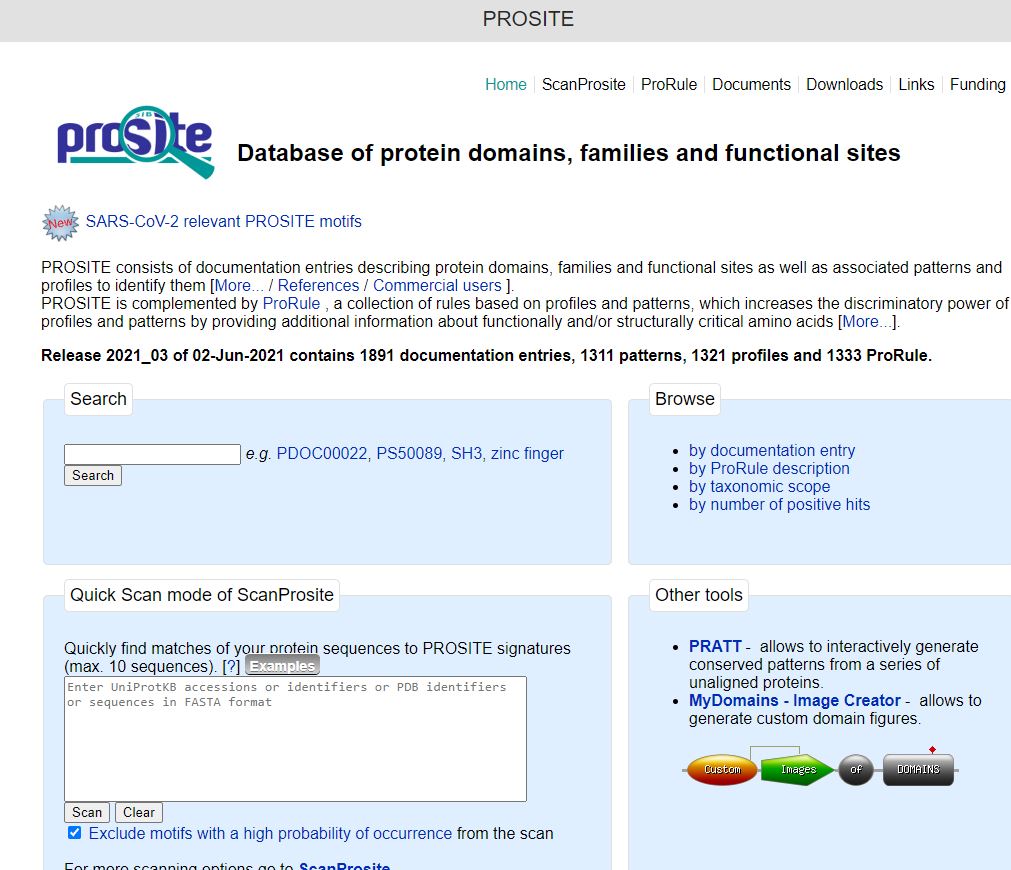 PROSITE
Home ScanProsite ProRule Documents Downloads Links Funding
SIB
prosite
Database of protein domains, families and functional sites
New SARS-CoV-2 relevant PROSITE motifs
PROSITE consists of documentation entries describing protein domains, families and functional sites as well as associated patterns and
profiles to identify them [More... / References / Commercial users ].
PROSITE is complemented by ProRule , a collection of rules based on profiles and patterns, which increases the discriminatory power of
profiles and patterns by providing additional information about functionally and/or structurally critical amino acids [More...].
Release 2021_03 of 02-Jun-2021 contains 1891 documentation entries, 1311 patterns, 1321 profiles and 1333 ProRule.
Search
e.g. PDOC00022, PS50089, SH3, zinc finger
Search
Browse
by documentation entry
by ProRule description
by taxonomic scope
by number of positive hits
Quick Scan mode of ScanProsite
Quickly find matches of your protein sequences to PROSITE signatures
(max. 10 sequences). [?] Examples
Enter UniProtKB accessions or identifiers or PDB identifiers
or sequences in FASTA format
Scan Clear
Exclude motifs with a high probability of occurrence from the scan
For more scanning options go to ScanProsite
Other tools
PRATT - allows to interactively generate
conserved patterns from a series of
unaligned proteins.
MyDomains - Image Creator - allows to
generate custom domain figures.
Custom Images of DOMAINS